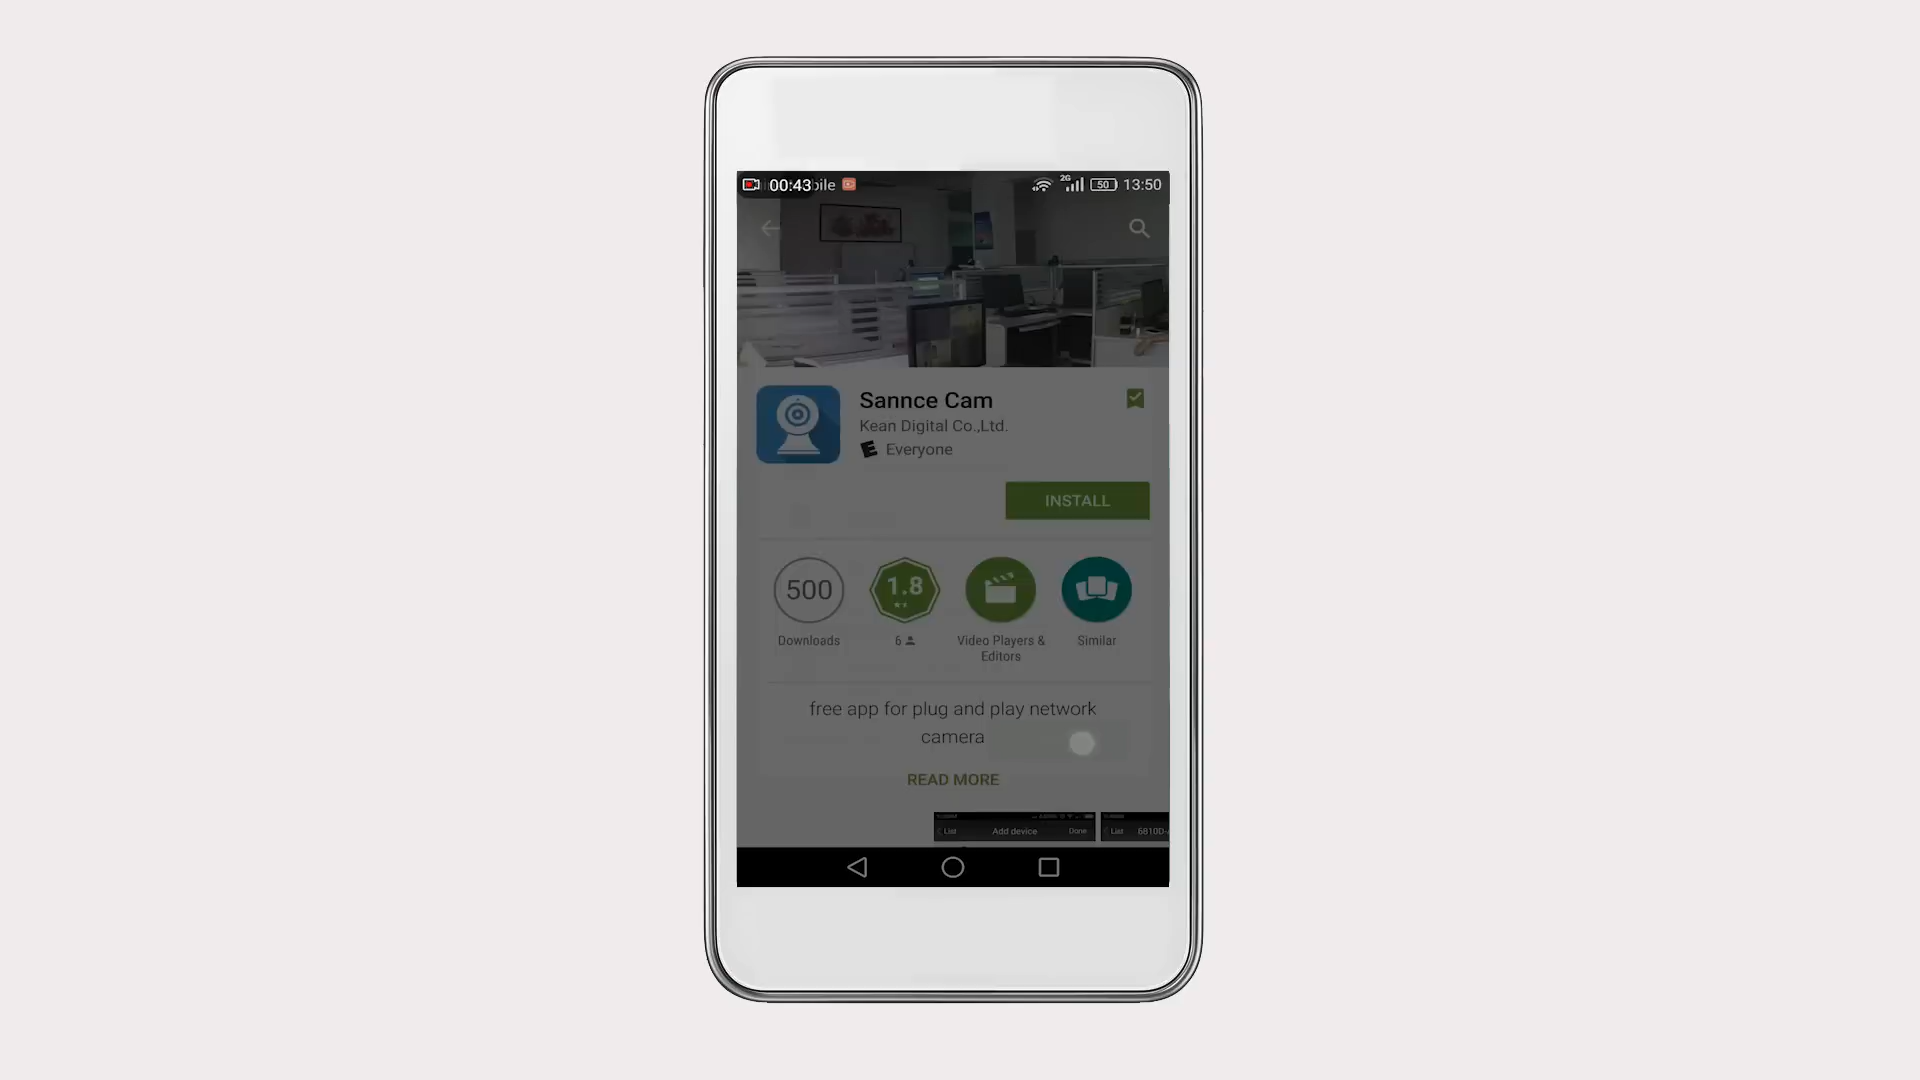 00:43 bile 2G 50 13:50
Sannce Cam
Kean Digital Co.,Ltd.
E Everyone
INSTALL
500 1.8
Downloads 6 Video Players & Similar
Editors
free app for plug and play network
camera
READ MORE
List Add device Done List 6810D-